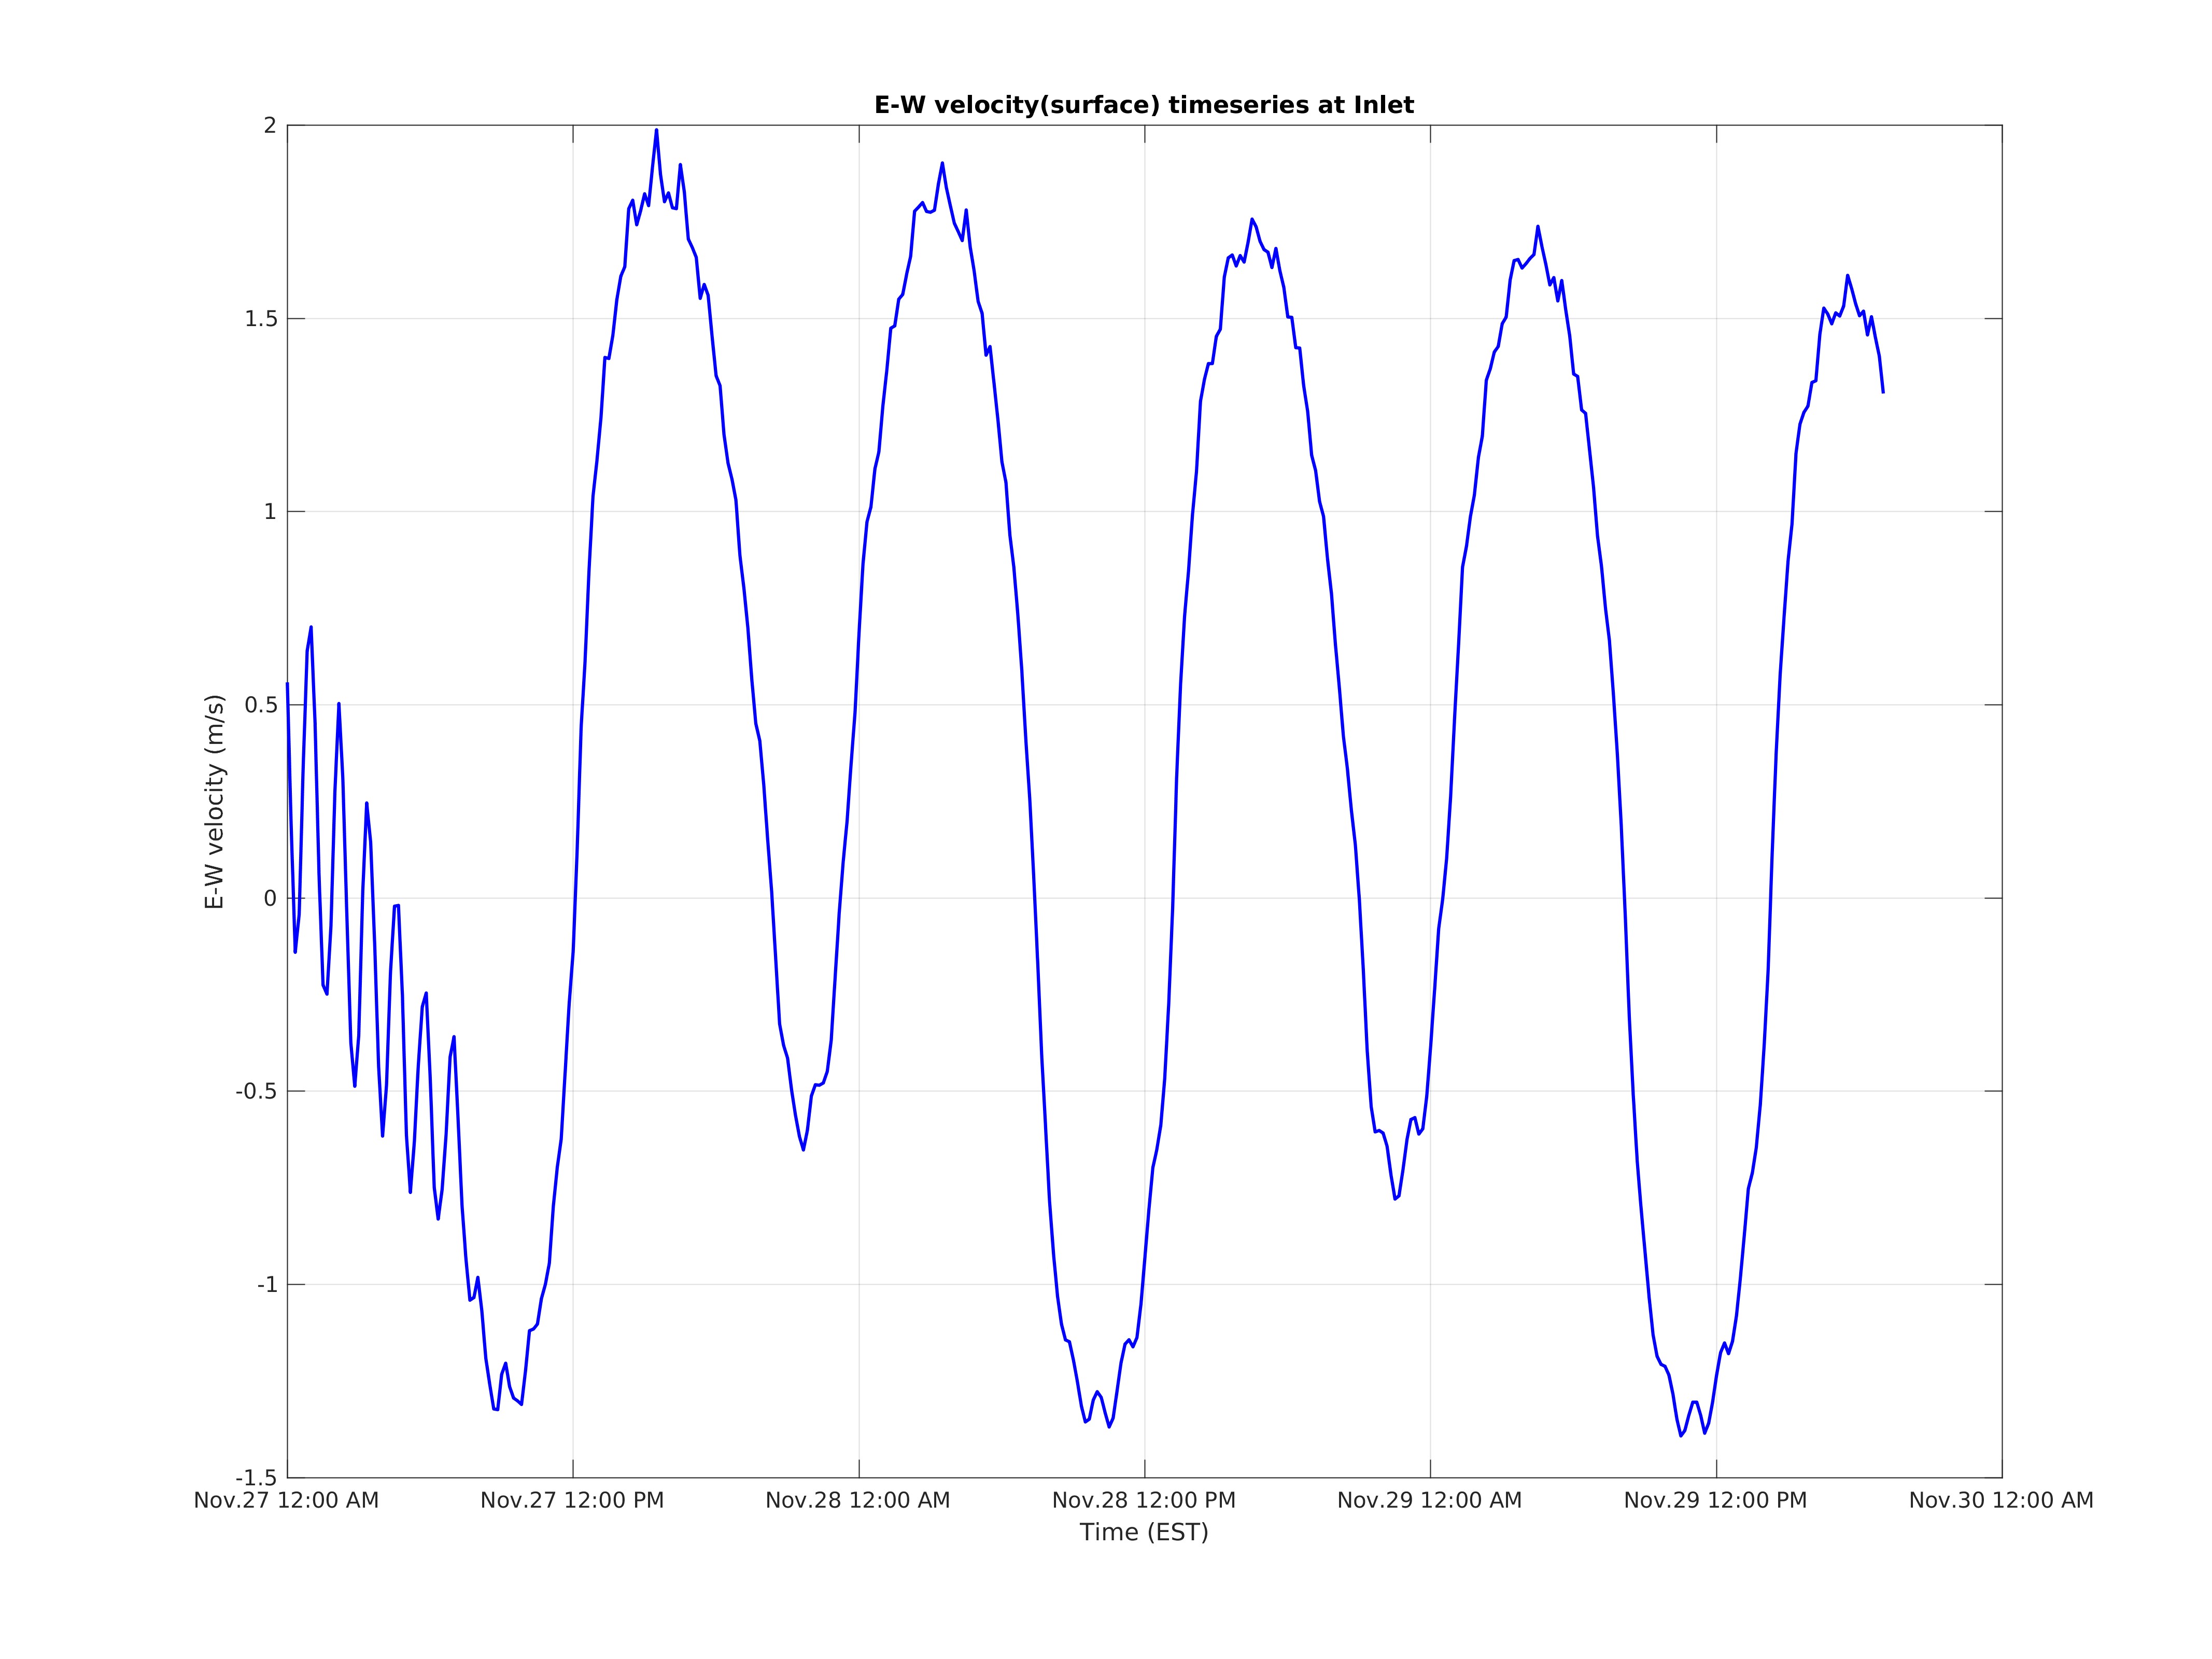 E-W velocity(surface) timeseries at Inlet
2
1.5
1
0.5
0
-0.5
-1
-1.5
E-W velocity (m/s)
Nov.27 12:00 AM Nov.27 12:00 PM Nov.28 12:00 AM Nov.28 12:00 PM Nov.29 12:00 AM Nov.29 12:00 PM Nov.30 12:00 AM
Time (EST)